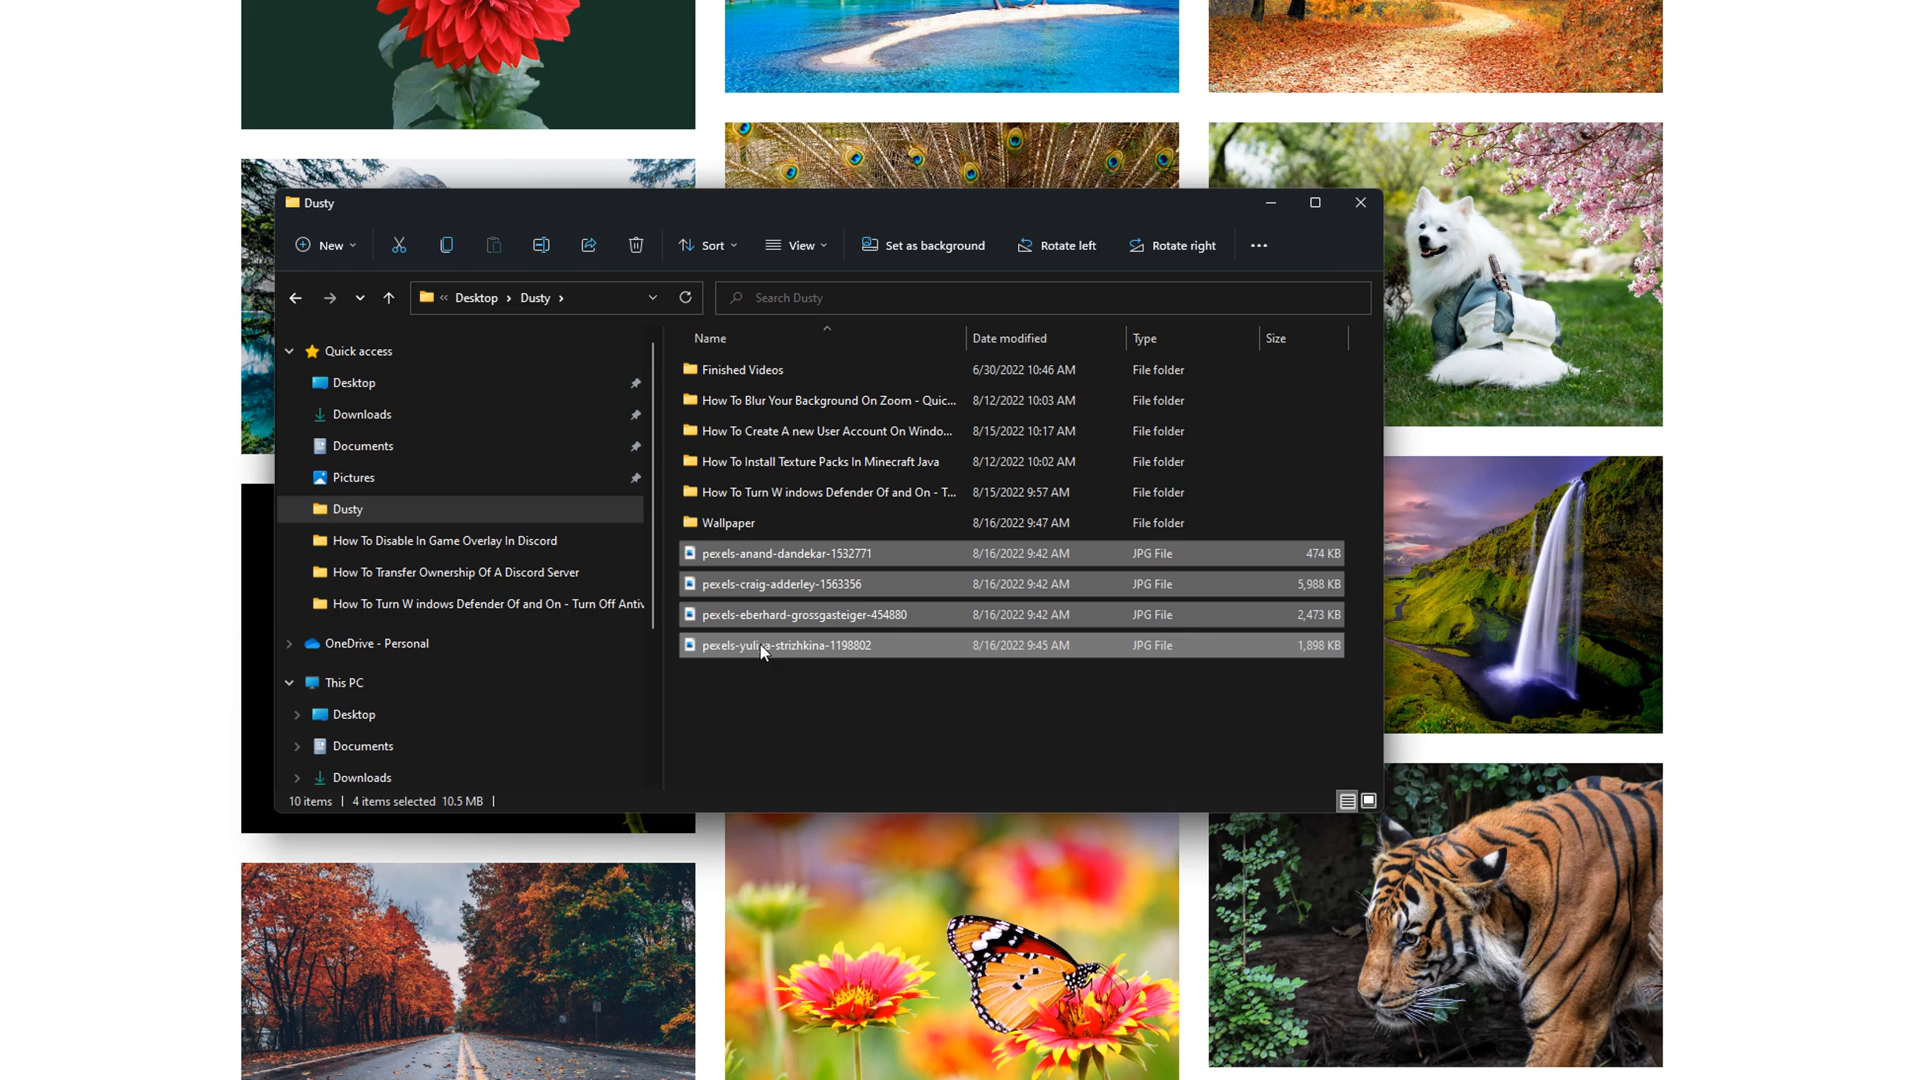 Dusty
New
Sort
View
Set as background
Rotate left
Rotate right
« Desktop > Dusty >
Search Dusty
Name Date modified Type Size
Quick access
Desktop
Downloads
Documents
Pictures
Dusty
How To Disable In Game Overlay In Discord
How To Transfer Ownership Of A Discord Server
How To Turn W indows Defender Of and On - Turn Off Antiv
OneDrive - Personal
This PC
Desktop
Documents
Downloads
Finished Videos 6/30/2022 10:46 AM File folder
How To Blur Your Background On Zoom - Quic... 8/12/2022 10:03 AM File folder
How To Create A new User Account On Windo... 8/15/2022 10:17 AM File folder
How To Install Texture Packs In Minecraft Java 8/12/2022 10:02 AM File folder
How To Turn W indows Defender Of and On - T... 8/15/2022 9:57 AM File folder
Wallpaper 8/16/2022 9:47 AM File folder
pexels-anand-dandekar-1532771 8/16/2022 9:42 AM JPG File 474 KB
pexels-craig-adderley-1563356 8/16/2022 9:42 AM JPG File 5,988 KB
pexels-eberhard-grossgasteiger-454880 8/16/2022 9:42 AM JPG File 2,473 KB
pexels-yuliya-strizhkina-1198802 8/16/2022 9:45 AM JPG File 1,898 KB
10 items | 4 items selected 10.5 MB |